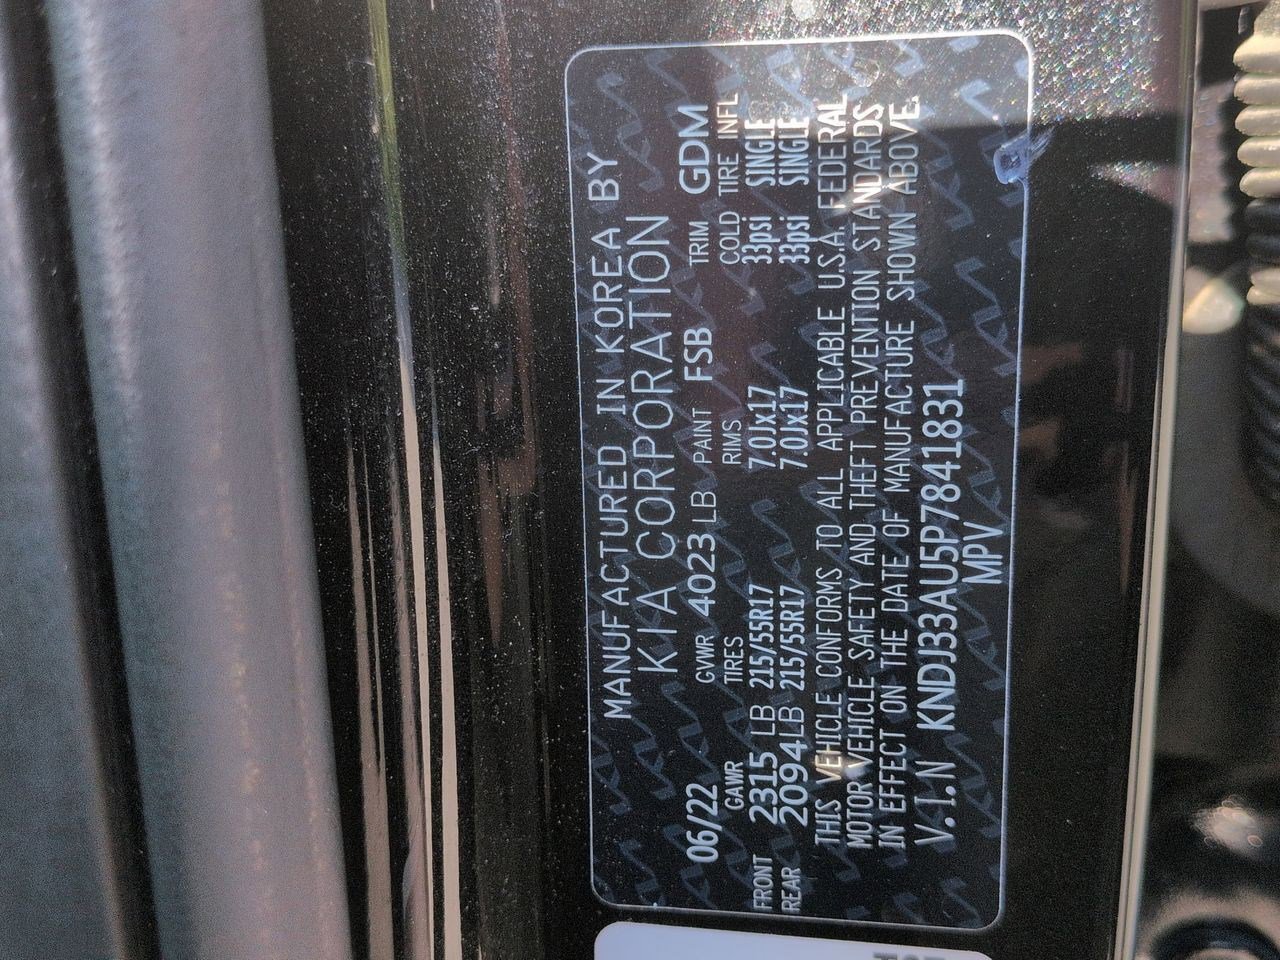 MANUFACTURED IN KOREA BY
KIA CORPORATION
06/22 GVWR 4023 LB PAINT FSB TRIM GDM
GAWR TIRES RIMS COLD TIRE INFL
FRONT 2315 LB 215/55R17 7.0Jx17 33psi SINGLE
REAR 2094 LB 215/55R17 7.0Jx17 33psi SINGLE
THIS VEHICLE CONFORMS TO ALL APPLICABLE U.S.A. FEDERAL
MOTOR VEHICLE SAFETY AND THEFT PREVENTION STANDARDS
IN EFFECT ON THE DATE OF MANUFACTURE SHOWN ABOVE.
V.I.N KNDJ33AU5P7841831
MPV